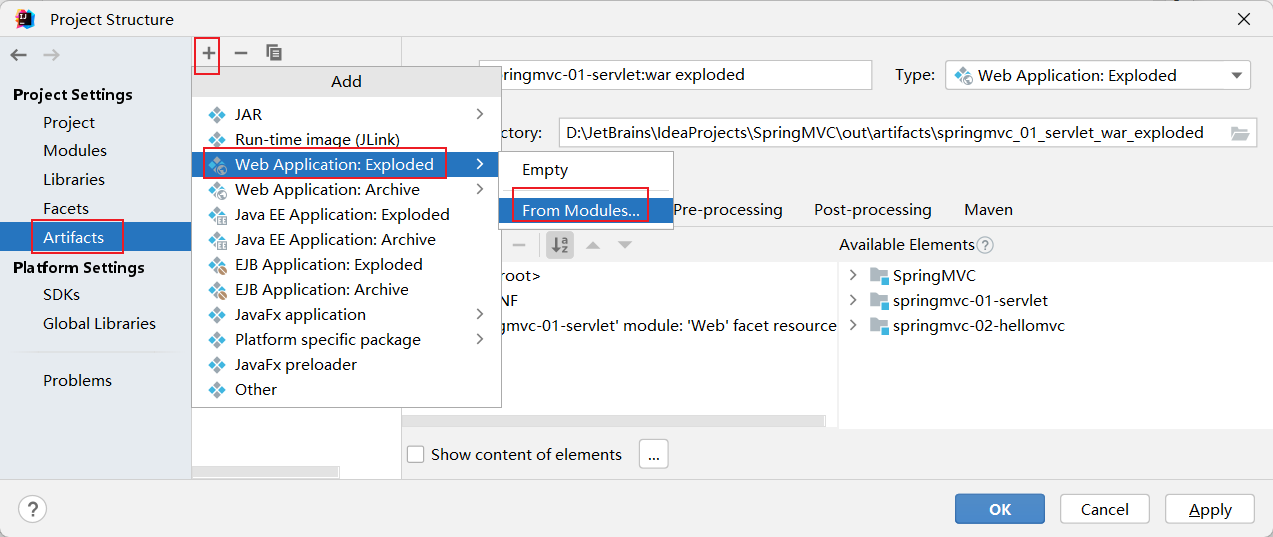 Project Structure
Project Settings
Project
Modules
Libraries
Facets
Artifacts
Platform Settings
SDKs
Global Libraries
Problems
Add
JAR
Run-time image (JLink)
Web Application: Exploded
Web Application: Archive
Java EE Application: Exploded
Java EE Application: Archive
EJB Application: Exploded
EJB Application: Archive
JavaFx application
Platform specific package
JavaFx preloader
Other
Empty
From Modules...
pringmvc-01-servlet:war exploded
Type: Web Application: Exploded
ctory: D:\JetBrains\IdeaProjects\SpringMVC\out\artifacts\springmvc_01_servlet_war_exploded
Pre-processing Post-processing Maven
Available Elements ?
root>
NF
gmvc-01-servlet' module: 'Web' facet resource
SpringMVC
springmvc-01-servlet
springmvc-02-hellomvc
Show content of elements ...
? OK Cancel Apply